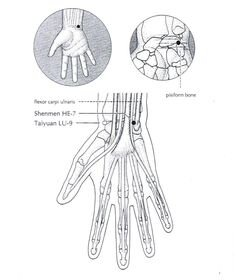 pisiform bone
flexor carpi ulnaris
Shenmen HE-7
Taiyuan LU-9